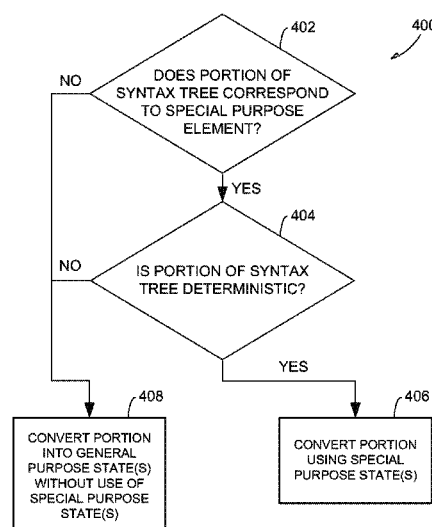 402
400
DOES PORTION OF
SYNTAX TREE CORRESPOND
TO SPECIAL PURPOSE
ELEMENT?
NO
YES
404
IS PORTION OF SYNTAX
TREE DETERMINISTIC?
NO
YES
408
CONVERT PORTION
INTO GENERAL
PURPOSE STATE(S)
WITHOUT USE OF
SPECIAL PURPOSE
STATE(S)
406
CONVERT PORTION
USING SPECIAL
PURPOSE STATE(S)